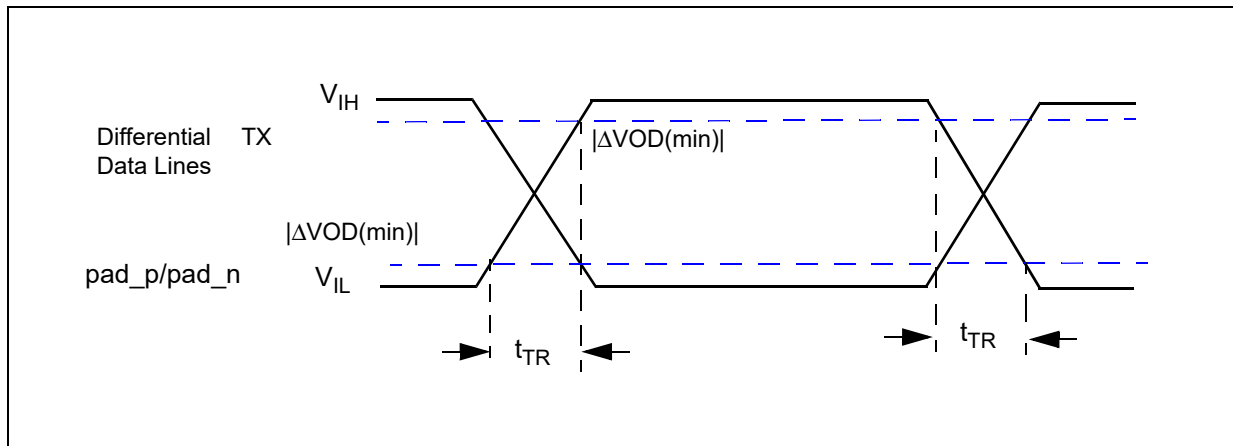 V_IH
Differential TX
Data Lines
|ΔVOD(min)|
|ΔVOD(min)|
pad_p/pad_n
V_IL
t_TR
t_TR